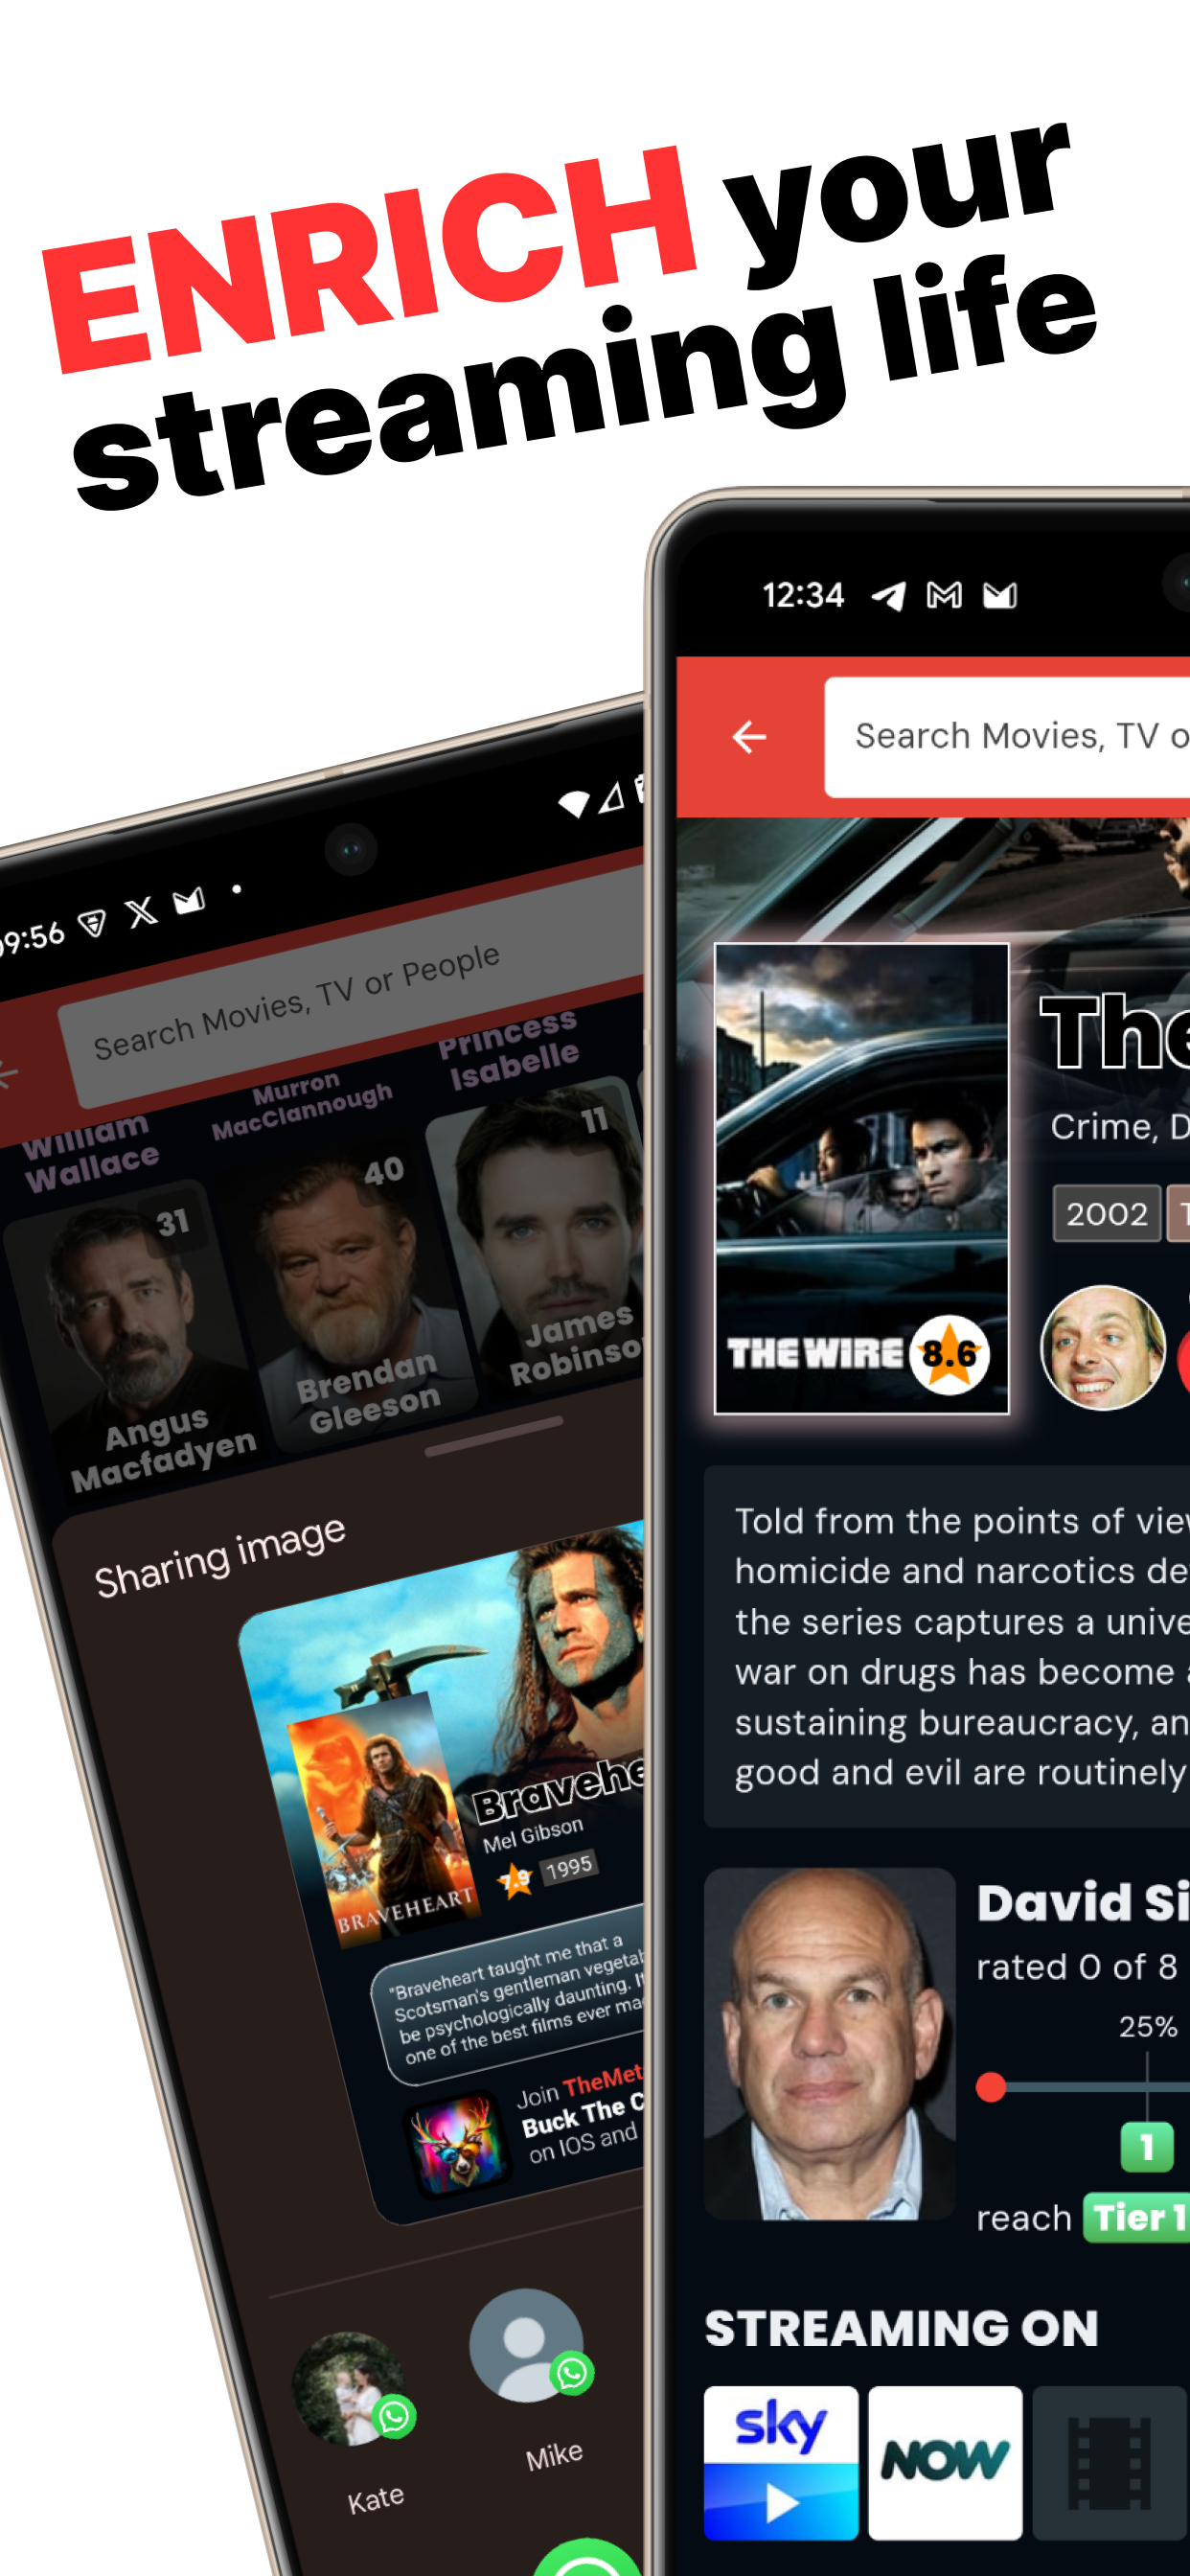 ENRICH your
streaming life
12:34
Search Movies, TV o
THE WIRE
8.6
The
Crime, D
2002
Told from the points of view
homicide and narcotics de
the series captures a unive
war on drugs has become a
sustaining bureaucracy, an
good and evil are routinely
David Si
rated 0 of 8
25%
1
reach Tier 1
STREAMING ON
sky
NOW
09:56
Search Movies, TV or People
William
Wallace
Murron
MacClannough
Princess
Isabelle
31
Angus
Macfadyen
40
Brendan
Gleeson
11
James
Robinso
Sharing image
BRAVEHEART
Bravehe
Mel Gibson
7.9
1995
"Braveheart taught me that a
Scotsman's gentleman vegetab
be psychologically daunting. I
one of the best films ever ma
Join TheMet
Buck The C
on IOS and
Kate
Mike